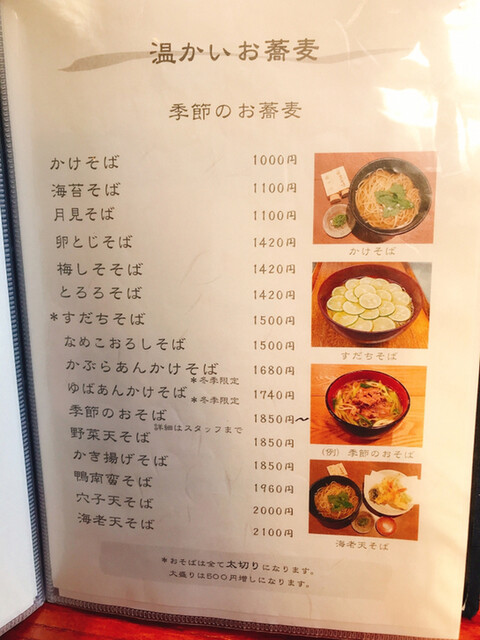 温かいお蕎麦
季節のお蕎麦
かけそば 1000円
海苔そば 1100円
月見そば 1100円
卵とじそば 1420円
梅しそそば 1420円
とろろそば 1420円
*すだちそば 1500円
なめこおろしそば 1500円
かぶらあんかけそば 1680円
*冬季限定
ゆばあんかけそば 1740円
*冬季限定
季節のおそば 1850円~
詳細はスタッフまで
野菜天そば 1850円
かき揚げそば 1850円
鴨南蛮そば 1960円
穴子天そば 2000円
海老天そば 2100円
かけそば
すだちそば
(例) 季節のおそば
海老天そば
*おそばは全て太切りになります。
大盛りは500円増しになります。